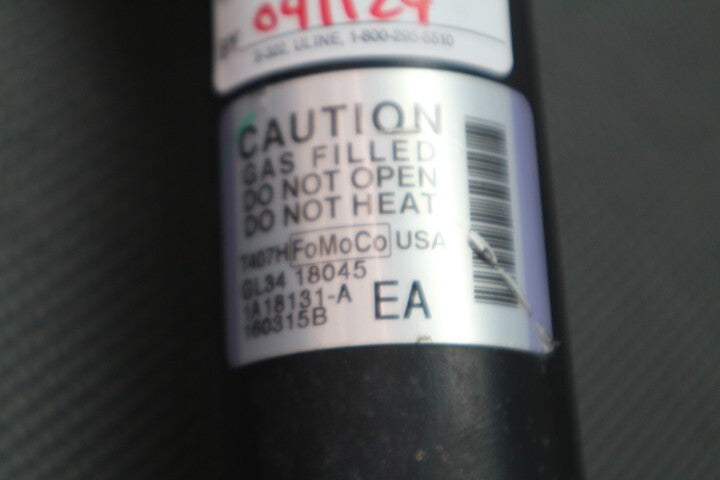 041124
S-322, ULINE, 1-800-295-5510
CAUTION
GAS FILLED
DO NOT OPEN
DO NOT HEAT
T407H FoMoCo USA
GL34 18045
1A18131-A EA
160315B